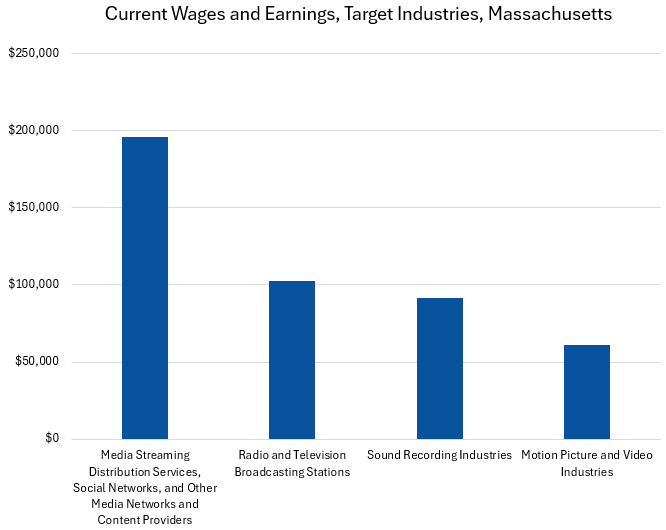 Current Wages and Earnings, Target Industries, Massachusetts
$250,000
$200,000
$150,000
$100,000
$50,000
$0
Media Streaming
Distribution Services,
Social Networks, and Other
Media Networks and
Content Providers
Radio and Television
Broadcasting Stations
Sound Recording Industries
Motion Picture and Video
Industries